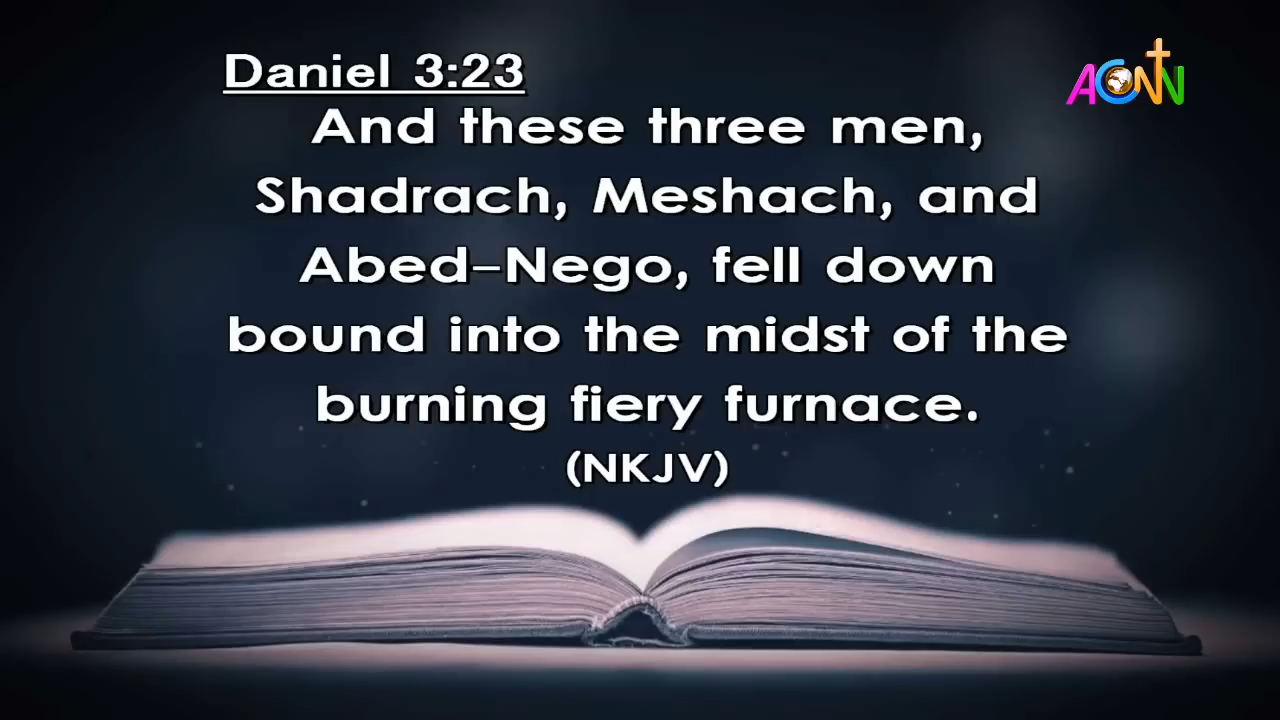 Daniel 3:23
ACNN
And these three men,
Shadrach, Meshach, and
Abed–Nego, fell down
bound into the midst of the
burning fiery furnace.
(NKJV)